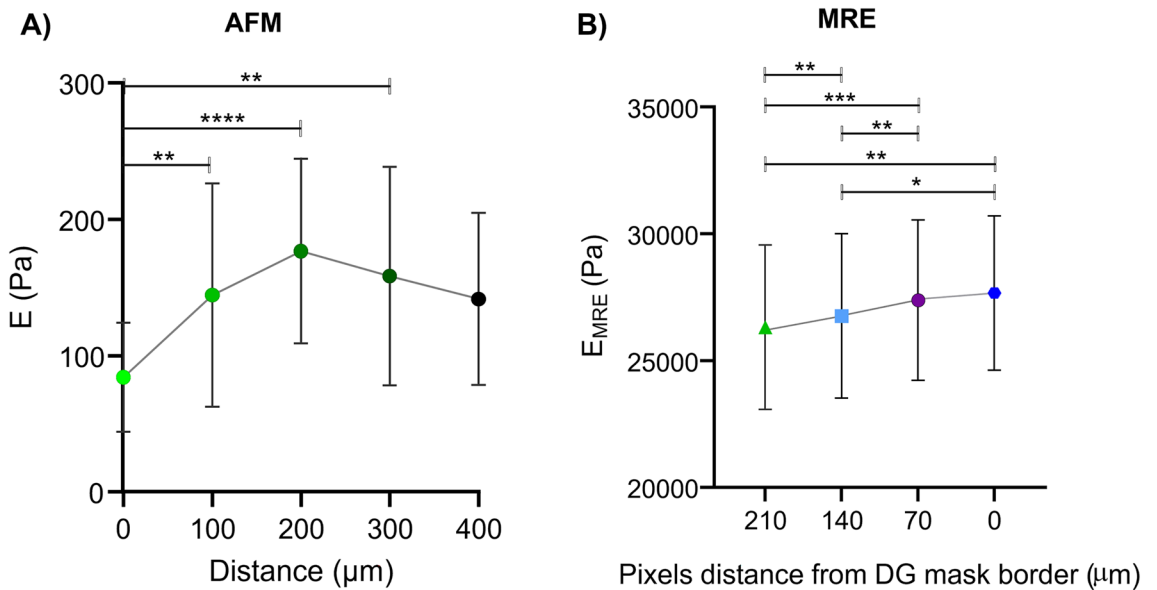 A)
AFM
E (Pa)
300
200
100
0
**
****
**
0 100 200 300 400
Distance (µm)
B)
MRE
E_MRE (Pa)
35000
30000
25000
20000
**
***
**
**
*
210 140 70 0
Pixels distance from DG mask border (μm)